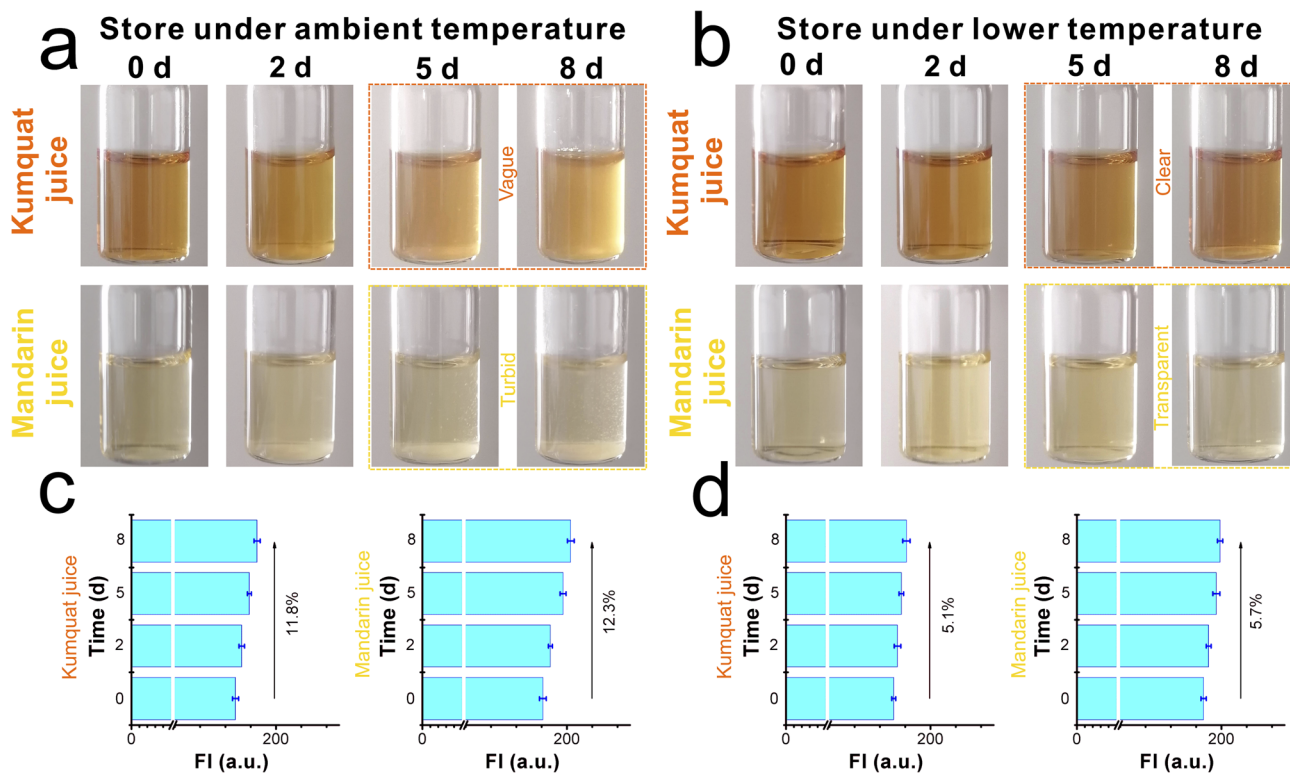 a
Store under ambient temperature
0 d
2 d
5 d
8 d
Kumquat
juice
Vague
Mandarin
juice
Turbid
b
Store under lower temperature
0 d
2 d
5 d
8 d
Kumquat
juice
Clear
Mandarin
juice
Transparent
c
Kumquat juice
Time (d)
8
5
2
0
11.8%
0
200
FI (a.u.)
Mandarin juice
Time (d)
8
5
2
0
12.3%
0
200
FI (a.u.)
d
Kumquat juice
Time (d)
8
5
2
0
5.1%
0
200
FI (a.u.)
Mandarin juice
Time (d)
8
5
2
0
5.7%
0
200
FI (a.u.)